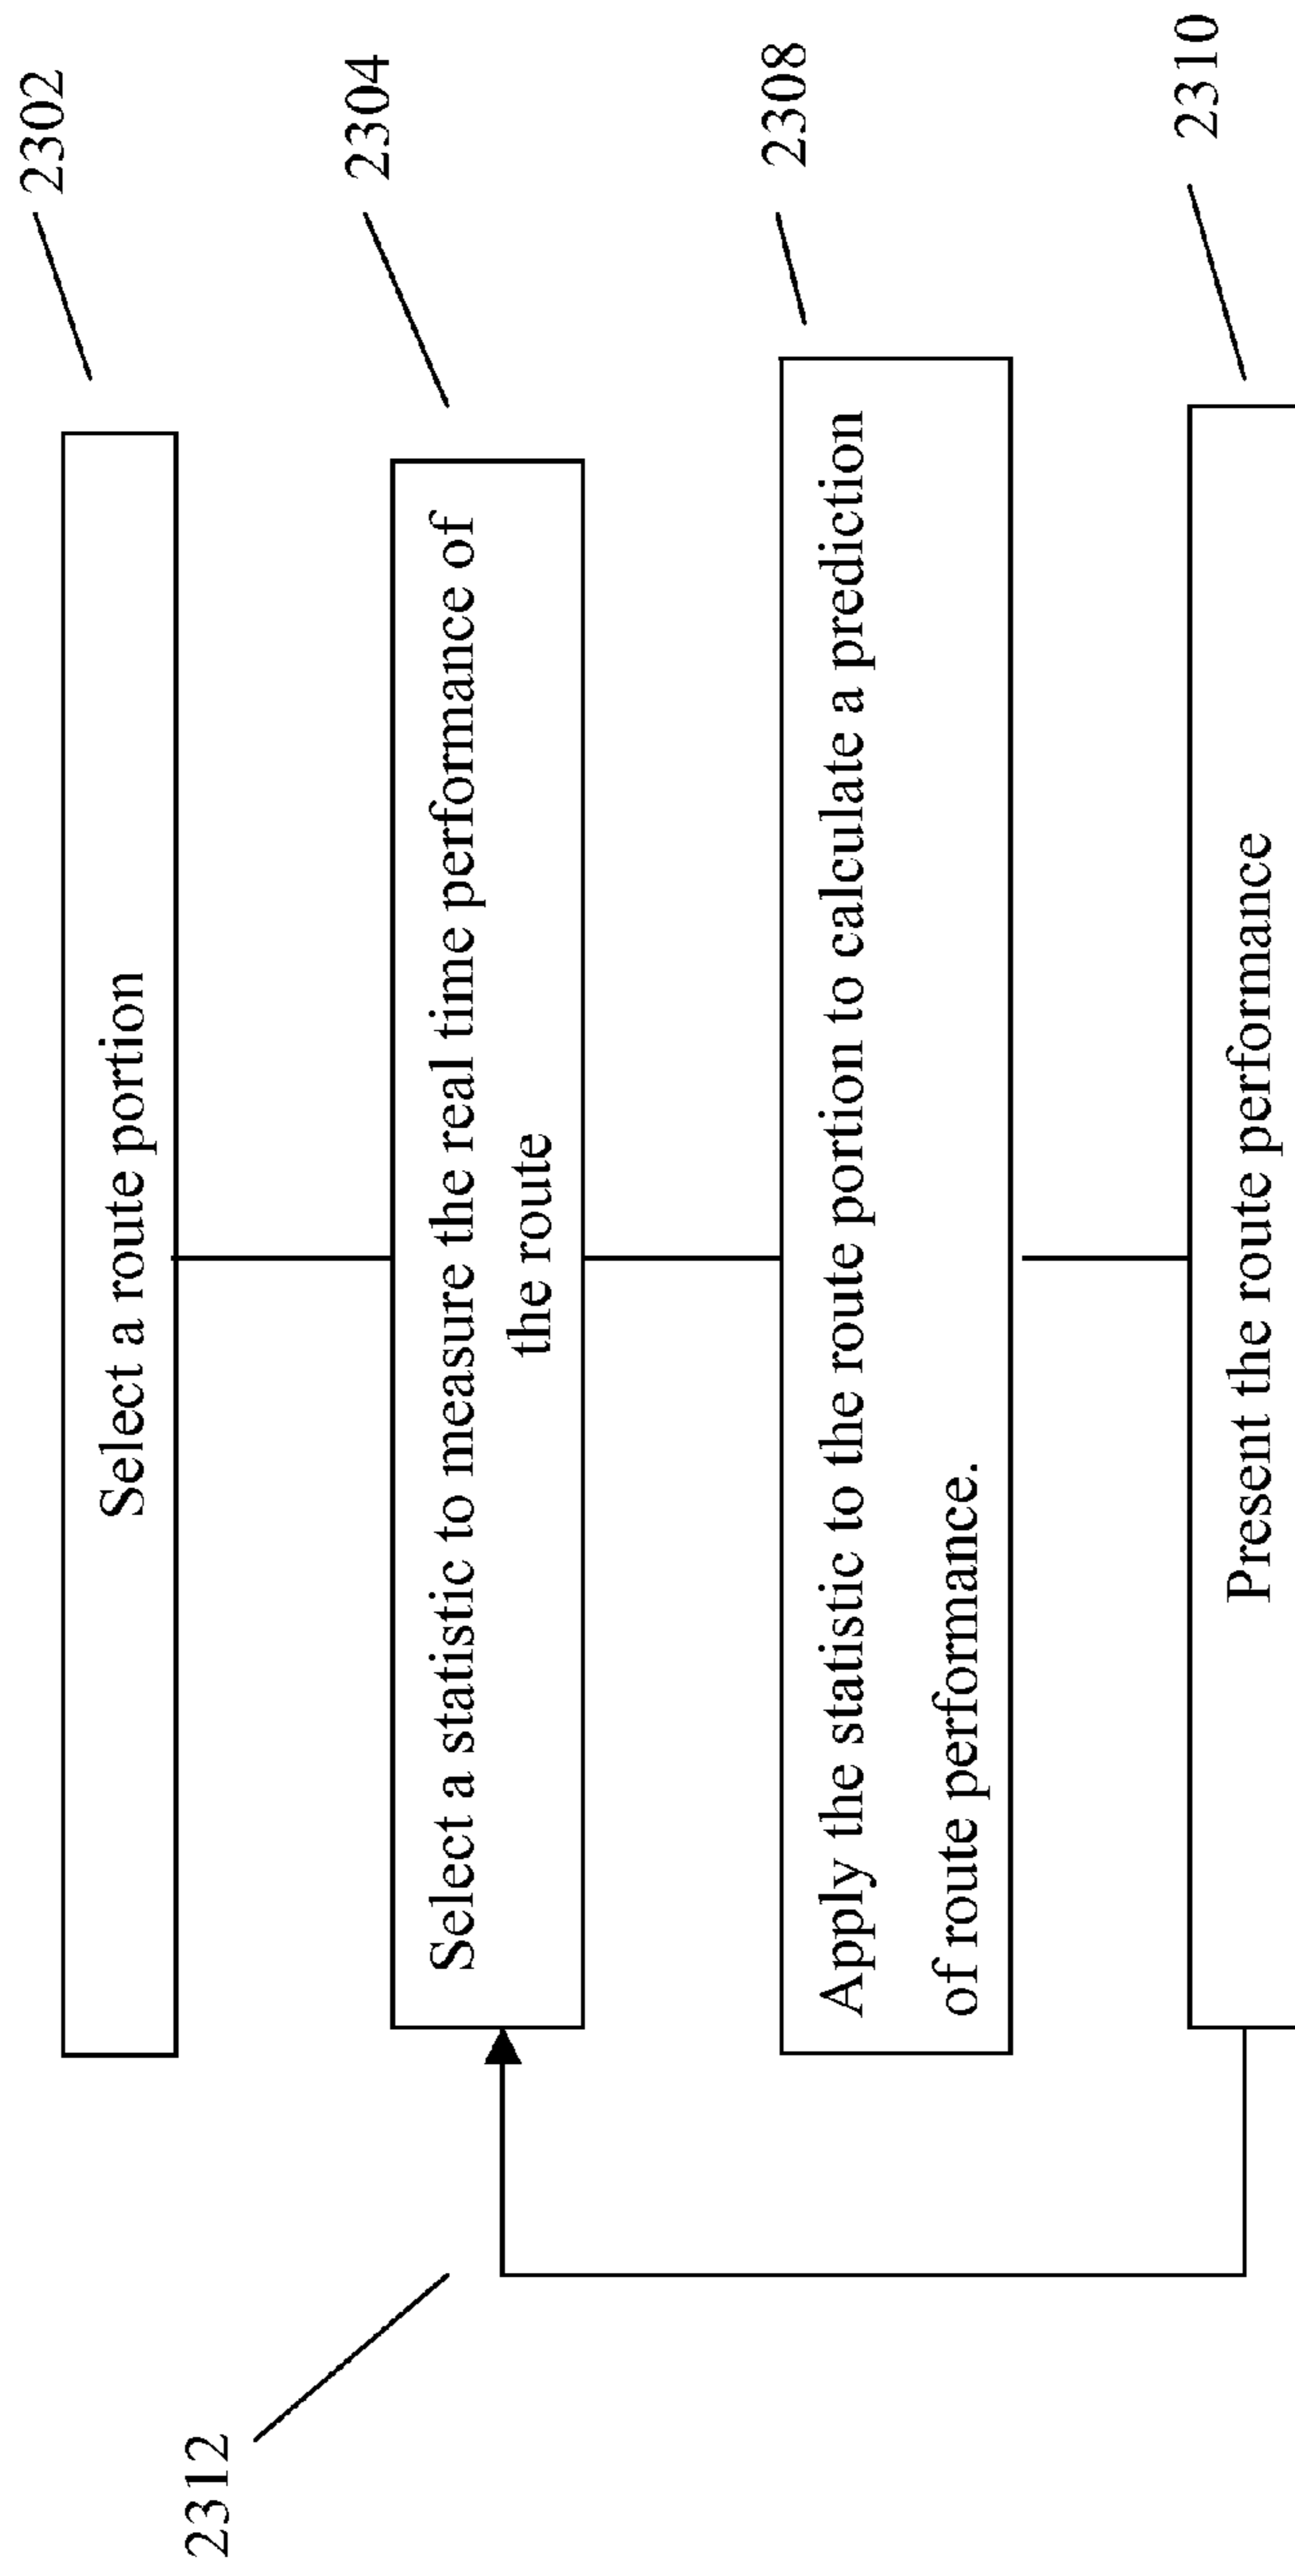 2302
Select a route portion
2304
Select a statistic to measure the real time performance of
the route
2308
Apply the statistic to the route portion to calculate a prediction
of route performance.
2310
Present the route performance
2312